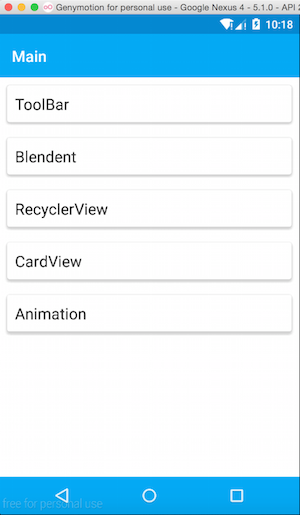 Genymotion for personal use - Google Nexus 4 - 5.1.0 - API 2
10:18
Main
ToolBar
Blendent
RecyclerView
CardView
Animation
free for personal use